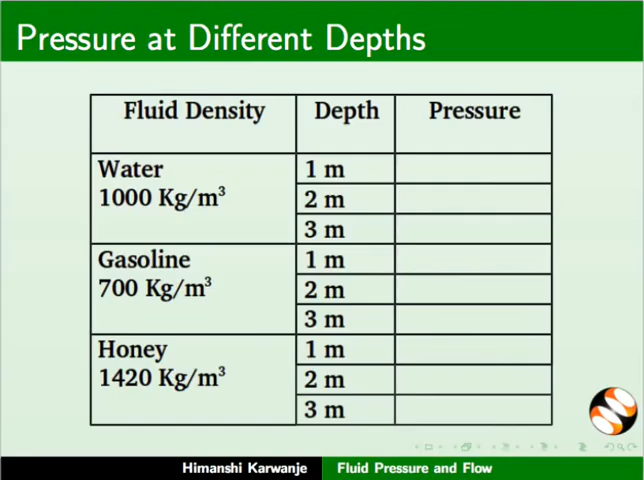 Pressure at Different Depths
Fluid Density Depth Pressure
Water 1 m
1000 Kg/m³ 2 m
3 m
Gasoline 1 m
700 Kg/m³ 2 m
3 m
Honey 1 m
1420 Kg/m³ 2 m
3 m
Himanshi Karwanje Fluid Pressure and Flow